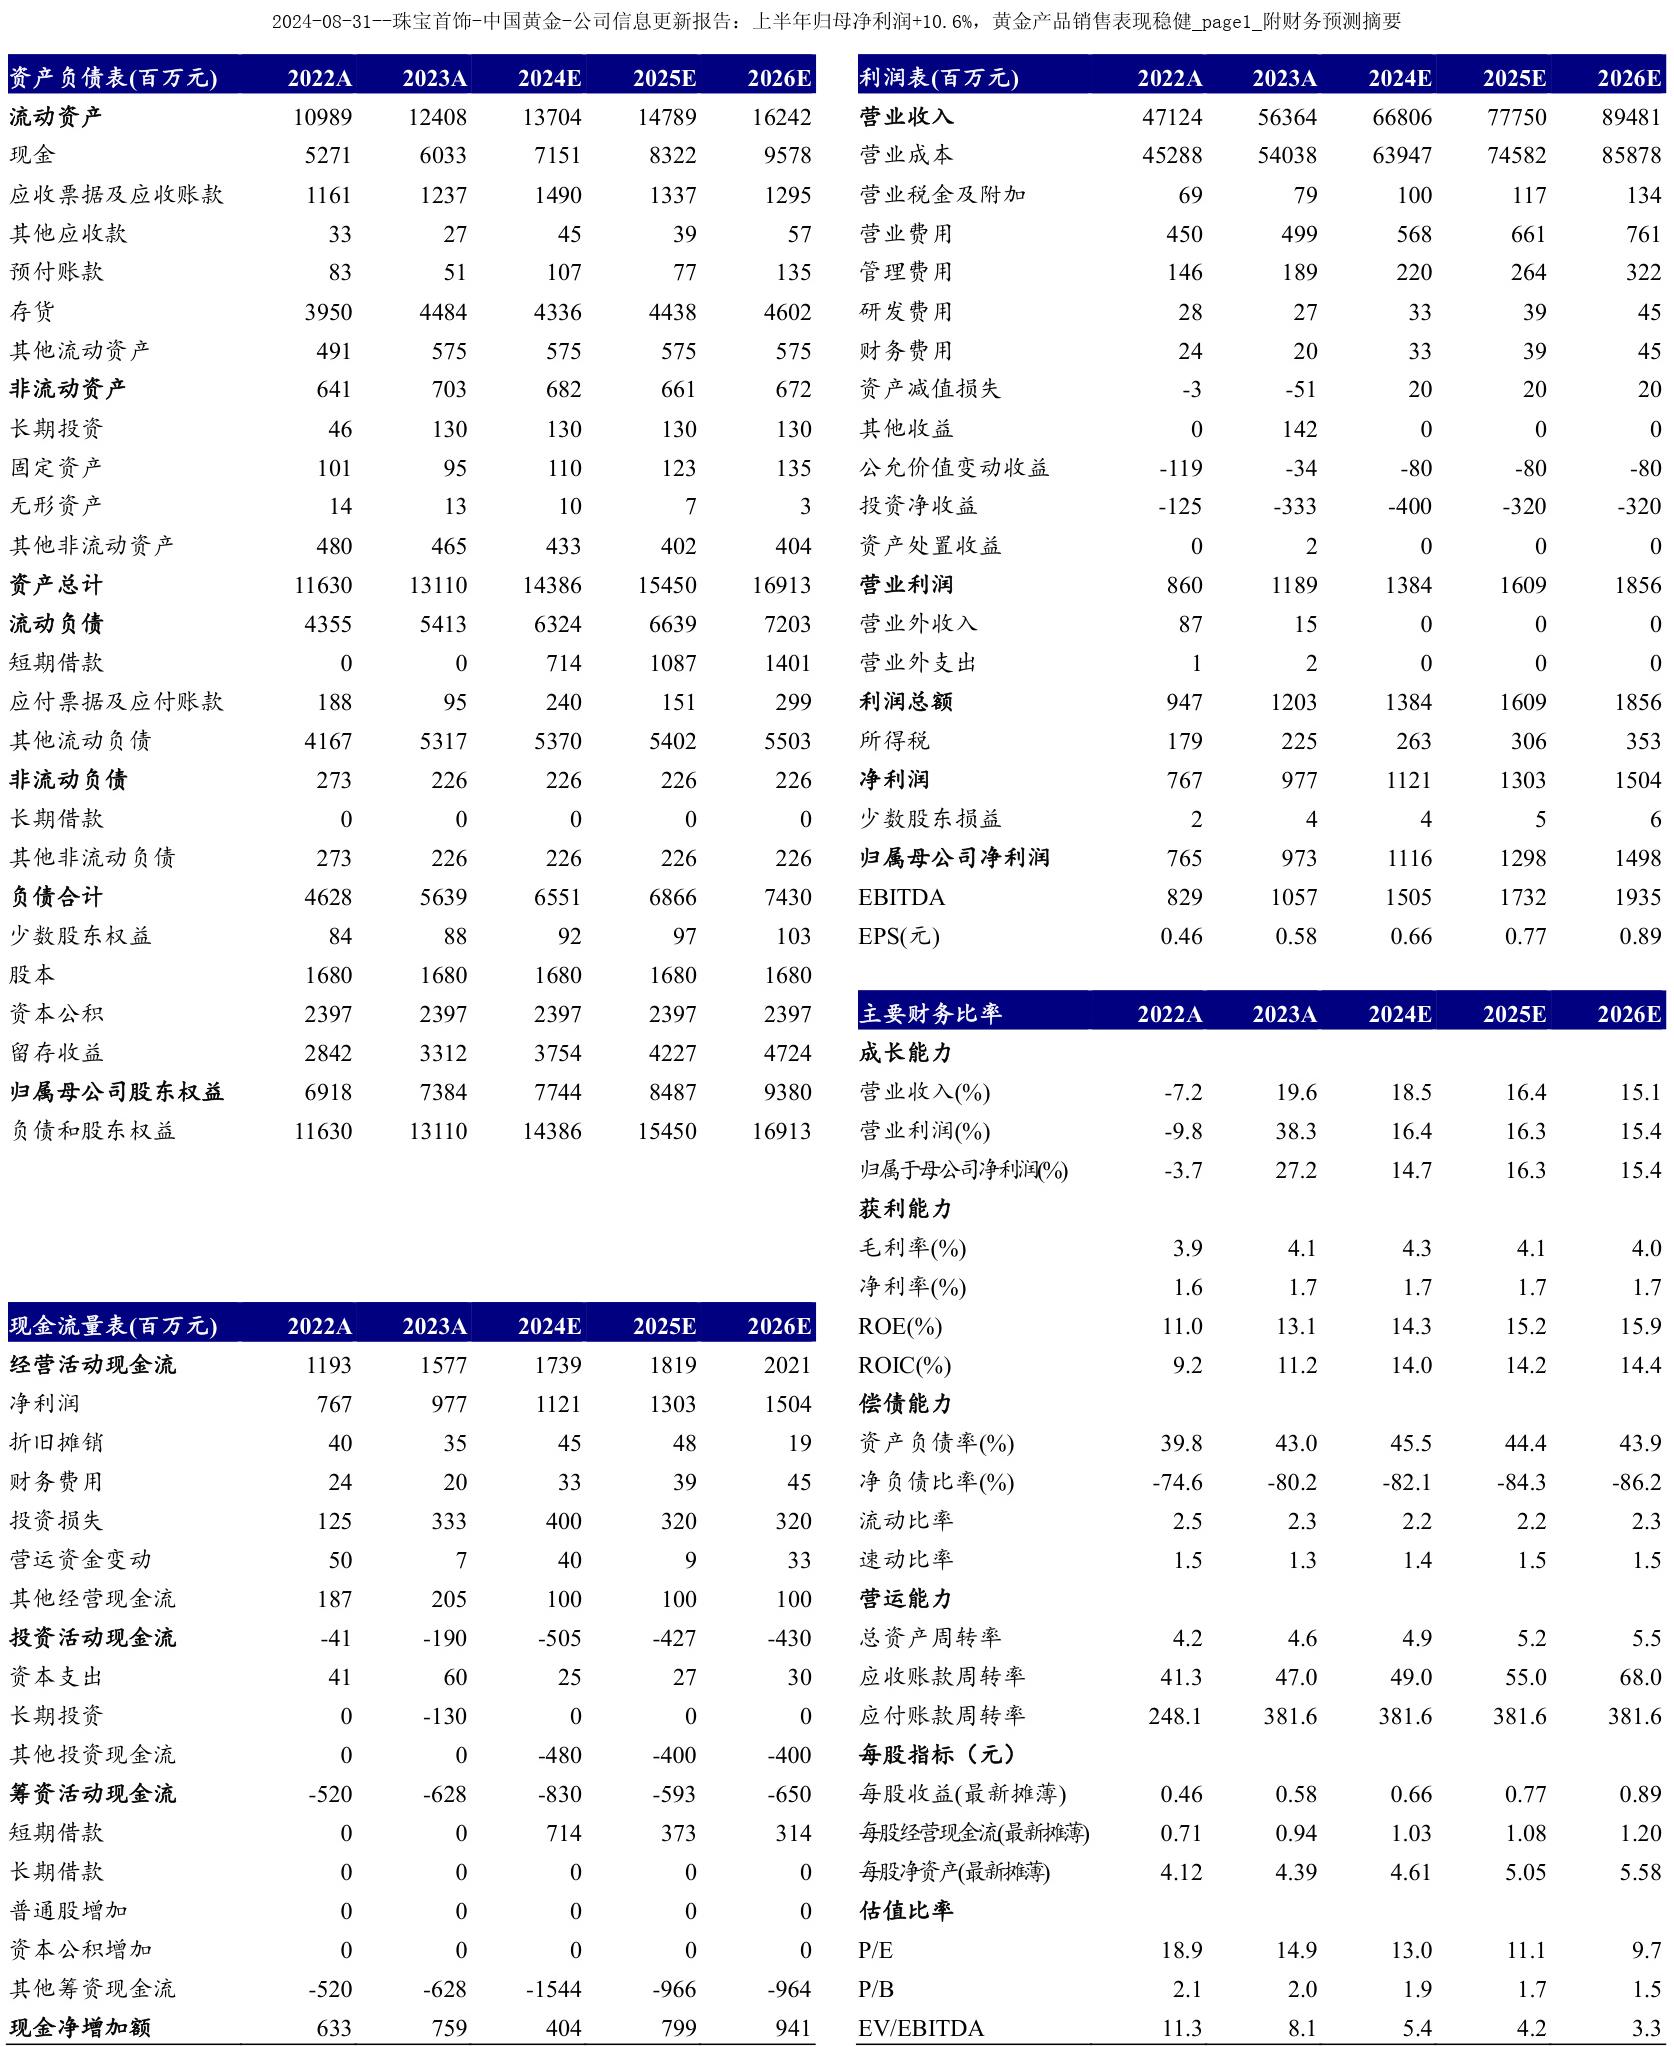 2024-08-31--珠宝首饰-中国黄金-公司信息更新报告：上半年归母净利润+10.6%，黄金产品销售表现稳健_page1_附财务预测摘要
资产负债表(百万元) 2022A 2023A 2024E 2025E 2026E
流动资产 10989 12408 13704 14789 16242
现金 5271 6033 7151 8322 9578
应收票据及应收账款 1161 1237 1490 1337 1295
其他应收款 33 27 45 39 57
预付账款 83 51 107 77 135
存货 3950 4484 4336 4438 4602
其他流动资产 491 575 575 575 575
非流动资产 641 703 682 661 672
长期投资 46 130 130 130 130
固定资产 101 95 110 123 135
无形资产 14 13 10 7 3
其他非流动资产 480 465 433 402 404
资产总计 11630 13110 14386 15450 16913
流动负债 4355 5413 6324 6639 7203
短期借款 0 0 714 1087 1401
应付票据及应付账款 188 95 240 151 299
其他流动负债 4167 5317 5370 5402 5503
非流动负债 273 226 226 226 226
长期借款 0 0 0 0 0
其他非流动负债 273 226 226 226 226
负债合计 4628 5639 6551 6866 7430
少数股东权益 84 88 92 97 103
股本 1680 1680 1680 1680 1680
资本公积 2397 2397 2397 2397 2397
留存收益 2842 3312 3754 4227 4724
归属母公司股东权益 6918 7384 7744 8487 9380
负债和股东权益 11630 13110 14386 15450 16913
现金流量表(百万元) 2022A 2023A 2024E 2025E 2026E
经营活动现金流 1193 1577 1739 1819 2021
净利润 767 977 1121 1303 1504
折旧摊销 40 35 45 48 19
财务费用 24 20 33 39 45
投资损失 125 333 400 320 320
营运资金变动 50 7 40 9 33
其他经营现金流 187 205 100 100 100
投资活动现金流 -41 -190 -505 -427 -430
资本支出 41 60 25 27 30
长期投资 0 -130 0 0 0
其他投资现金流 0 0 -480 -400 -400
筹资活动现金流 -520 -628 -830 -593 -650
短期借款 0 0 714 373 314
长期借款 0 0 0 0 0
普通股增加 0 0 0 0 0
资本公积增加 0 0 0 0 0
其他筹资现金流 -520 -628 -1544 -966 -964
现金净增加额 633 759 404 799 941
利润表(百万元) 2022A 2023A 2024E 2025E 2026E
营业收入 47124 56364 66806 77750 89481
营业成本 45288 54038 63947 74582 85878
营业税金及附加 69 79 100 117 134
营业费用 450 499 568 661 761
管理费用 146 189 220 264 322
研发费用 28 27 33 39 45
财务费用 24 20 33 39 45
资产减值损失 -3 -51 20 20 20
其他收益 0 142 0 0 0
公允价值变动收益 -119 -34 -80 -80 -80
投资净收益 -125 -333 -400 -320 -320
资产处置收益 0 2 0 0 0
营业利润 860 1189 1384 1609 1856
营业外收入 87 15 0 0 0
营业外支出 1 2 0 0 0
利润总额 947 1203 1384 1609 1856
所得税 179 225 263 306 353
净利润 767 977 1121 1303 1504
少数股东损益 2 4 4 5 6
归属母公司净利润 765 973 1116 1298 1498
EBITDA 829 1057 1505 1732 1935
EPS(元) 0.46 0.58 0.66 0.77 0.89
主要财务比率 2022A 2023A 2024E 2025E 2026E
成长能力
营业收入(%) -7.2 19.6 18.5 16.4 15.1
营业利润(%) -9.8 38.3 16.4 16.3 15.4
归属于母公司净利润(%) -3.7 27.2 14.7 16.3 15.4
获利能力
毛利率(%) 3.9 4.1 4.3 4.1 4.0
净利率(%) 1.6 1.7 1.7 1.7 1.7
ROE(%) 11.0 13.1 14.3 15.2 15.9
ROIC(%) 9.2 11.2 14.0 14.2 14.4
偿债能力
资产负债率(%) 39.8 43.0 45.5 44.4 43.9
净负债比率(%) -74.6 -80.2 -82.1 -84.3 -86.2
流动比率 2.5 2.3 2.2 2.2 2.3
速动比率 1.5 1.3 1.4 1.5 1.5
营运能力
总资产周转率 4.2 4.6 4.9 5.2 5.5
应收账款周转率 41.3 47.0 49.0 55.0 68.0
应付账款周转率 248.1 381.6 381.6 381.6 381.6
每股指标（元）
每股收益(最新摊薄) 0.46 0.58 0.66 0.77 0.89
每股经营现金流(最新摊薄) 0.71 0.94 1.03 1.08 1.20
每股净资产(最新摊薄) 4.12 4.39 4.61 5.05 5.58
估值比率
P/E 18.9 14.9 13.0 11.1 9.7
P/B 2.1 2.0 1.9 1.7 1.5
EV/EBITDA 11.3 8.1 5.4 4.2 3.3